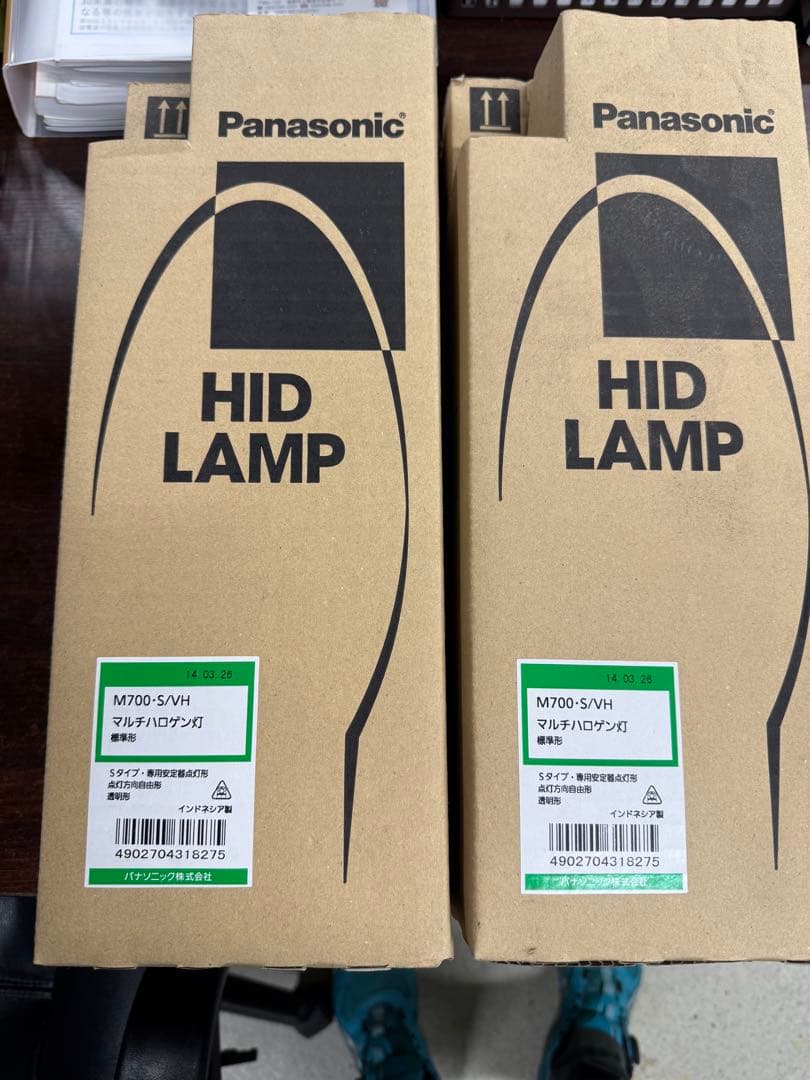 Panasonic®
HID
LAMP
14.03.26
M700・S/VH
マルチハロゲン灯
標準形
Sタイプ・専用安定器点灯形
点灯方向自由形
透明形
インドネシア製
4902704318275
パナソニック株式会社
Panasonic®
HID
LAMP
14.03.26
M700・S/VH
マルチハロゲン灯
標準形
Sタイプ・専用安定器点灯形
点灯方向自由形
透明形
インドネシア製
4902704318275
パナソニック株式会社